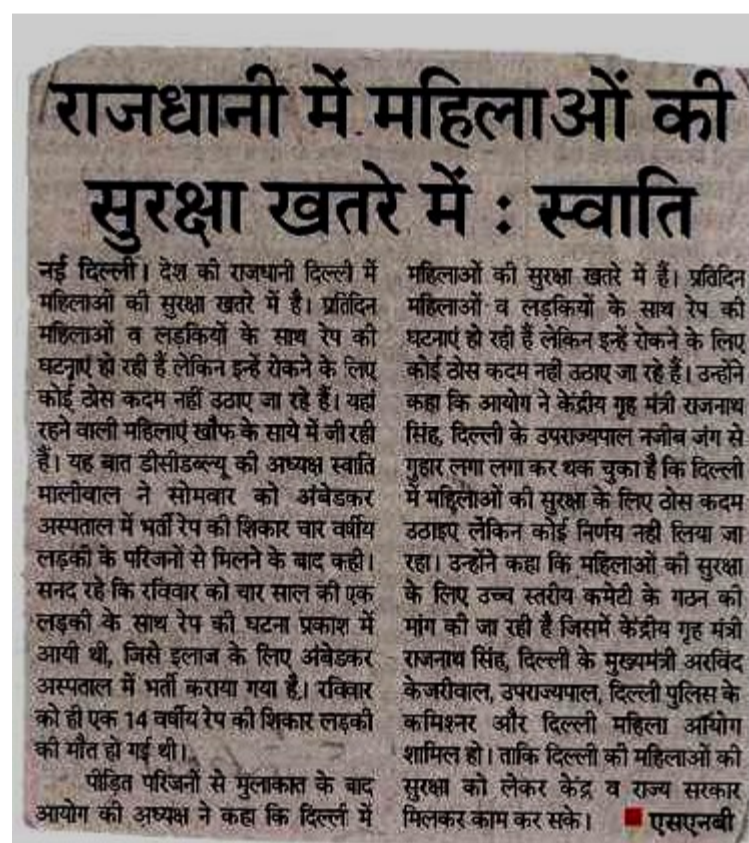 राजधानी में महिलाओं की
सुरक्षा खतरे में : स्वाति
नई दिल्ली। देश की राजधानी दिल्ली में
महिलाओं की सुरक्षा खतरे में है। प्रतिदिन
महिलाओं व लड़कियों के साथ रेप की
घटनाएं हो रही हैं लेकिन इन्हें रोकने के लिए
कोई ठोस कदम नहीं उठाए जा रहे हैं। यहां
रहने वाली महिलाएं खौफ के साये में जी रही
हैं। यह बात डीसीडब्ल्यू की अध्यक्ष स्वाति
मालीवाल ने सोमवार को अंबेडकर
अस्पताल में भर्ती रेप की शिकार चार वर्षीय
लड़की के परिजनों से मिलने के बाद कही।
सनद रहे कि रविवार को चार साल की एक
लड़की के साथ रेप की घटना प्रकाश में
आयी थी, जिसे इलाज के लिए अंबेडकर
अस्पताल में भर्ती कराया गया है। रविवार
को ही एक 14 वर्षीय रेप की शिकार लड़की
की मौत हो गई थी।
पीड़ित परिजनों से मुलाकात के बाद
आयोग की अध्यक्ष ने कहा कि दिल्ली में
महिलाओं की सुरक्षा खतरे में हैं। प्रतिदिन
महिलाओं व लड़कियों के साथ रेप की
घटनाएं हो रही हैं लेकिन इन्हें रोकने के लिए
कोई ठोस कदम नहीं उठाए जा रहे हैं। उन्होंने
कहा कि आयोग ने केंद्रीय गृह मंत्री राजनाथ
सिंह, दिल्ली के उपराज्यपाल नजीब जंग से
गुहार लगा लगा कर थक चुका है कि दिल्ली
में महिलाओं की सुरक्षा के लिए ठोस कदम
उठाइए लेकिन कोई निर्णय नहीं लिया जा
रहा। उन्होंने कहा कि महिलाओं की सुरक्षा
के लिए उच्च स्तरीय कमेटी के गठन की
मांग की जा रही है जिसमें केंद्रीय गृह मंत्री
राजनाथ सिंह, दिल्ली के मुख्यमंत्री अरविंद
केजरीवाल, उपराज्यपाल, दिल्ली पुलिस के
कमिश्नर और दिल्ली महिला आयोग
शामिल हो। ताकि दिल्ली की महिलाओं की
सुरक्षा को लेकर केंद्र व राज्य सरकार
मिलकर काम कर सके। ■ एसएनबी